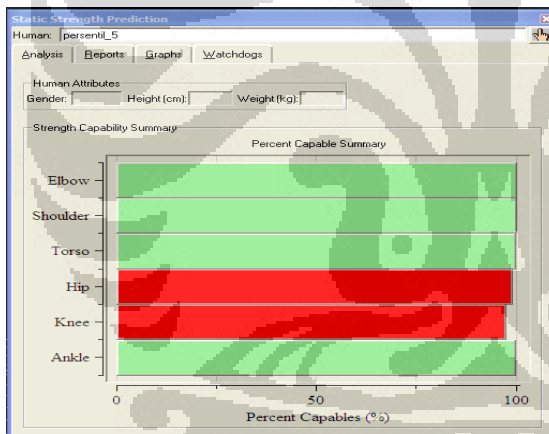 Static Strength Prediction
Human: persentil_5
Analysis Reports Graphs Watchdogs
Human Attributes
Gender: Height (cm): Weight (kg):
Strength Capability Summary
Percent Capable Summary
Elbow
Shoulder
Torso
Hip
Knee
Ankle
0 50 100
Percent Capables (%)